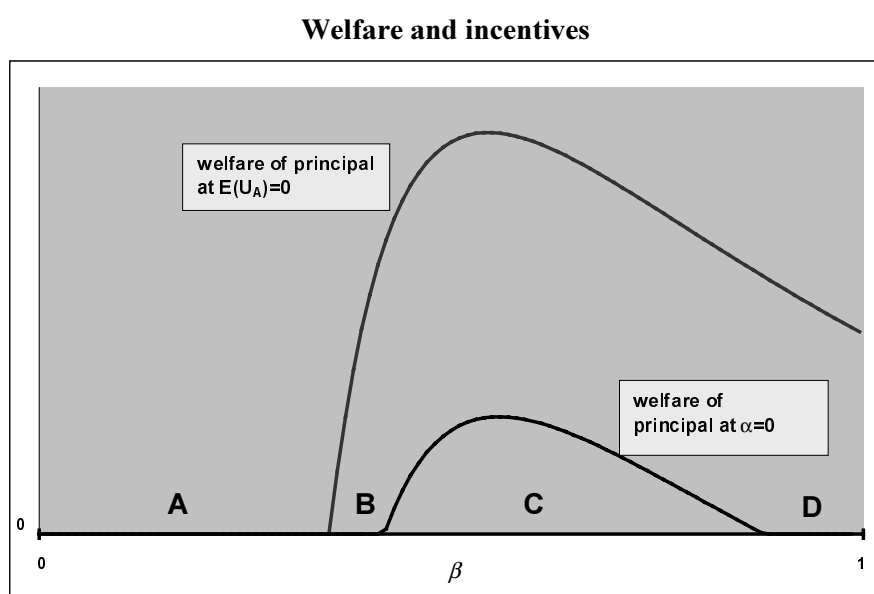 Welfare and incentives
welfare of principal
at E(U_A)=0
welfare of
principal at α=0
A
B
C
D
0
0
β
1